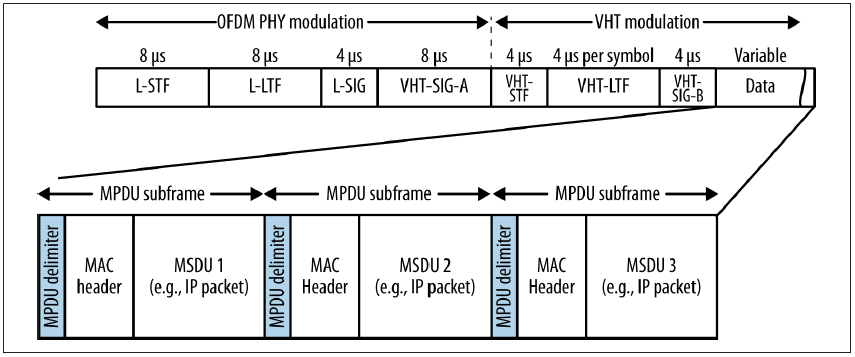 OFDM PHY modulation VHT modulation
8 µs 8 µs 4 µs 8 µs 4 µs 4 µs per symbol 4 µs Variable
L-STF L-LTF L-SIG VHT-SIG-A VHT-STF VHT-LTF VHT-SIG-B Data
MPDU subframe MPDU subframe MPDU subframe
MPDU delimiter
MAC header
MSDU 1
(e.g., IP packet)
MPDU delimiter
MAC Header
MSDU 2
(e.g., IP packet)
MPDU delimiter
MAC Header
MSDU 3
(e.g., IP packet)